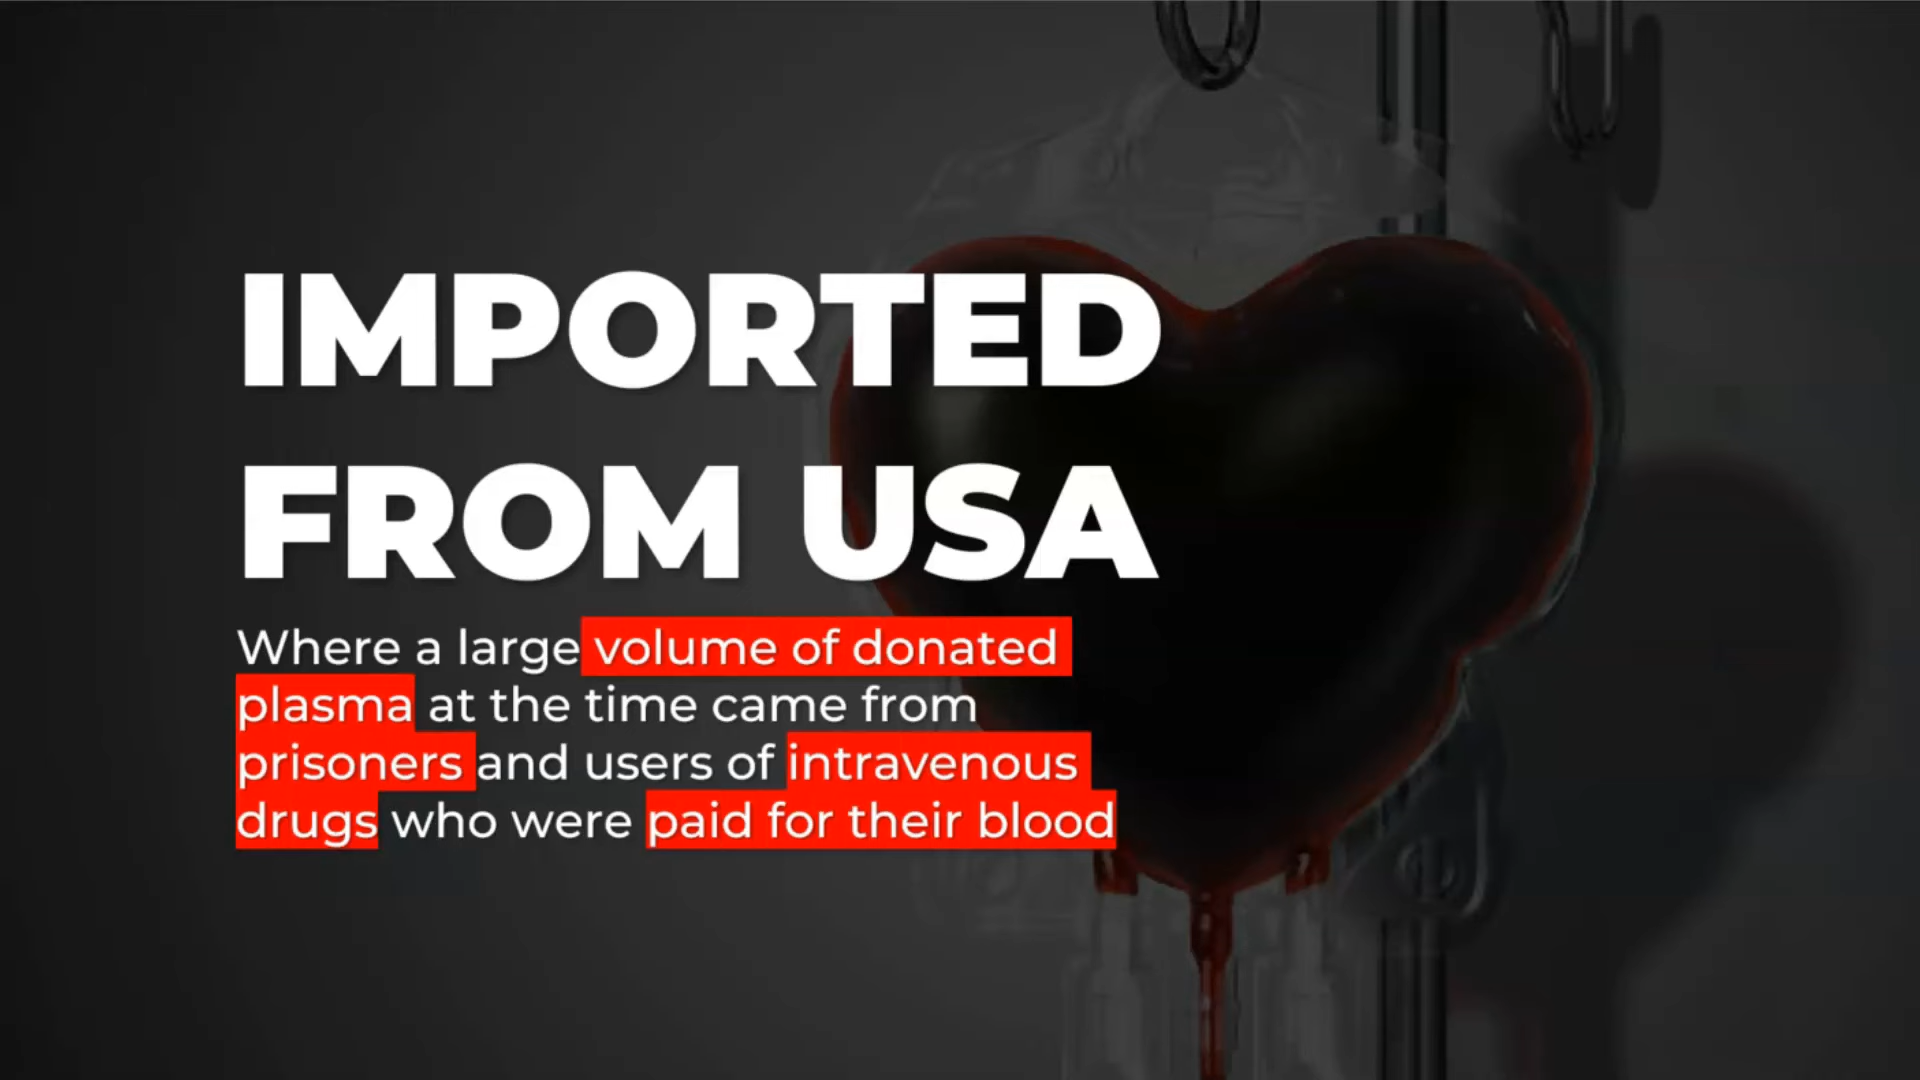 IMPORTED
FROM USA
Where a large volume of donated
plasma at the time came from
prisoners and users of intravenous
drugs who were paid for their blood